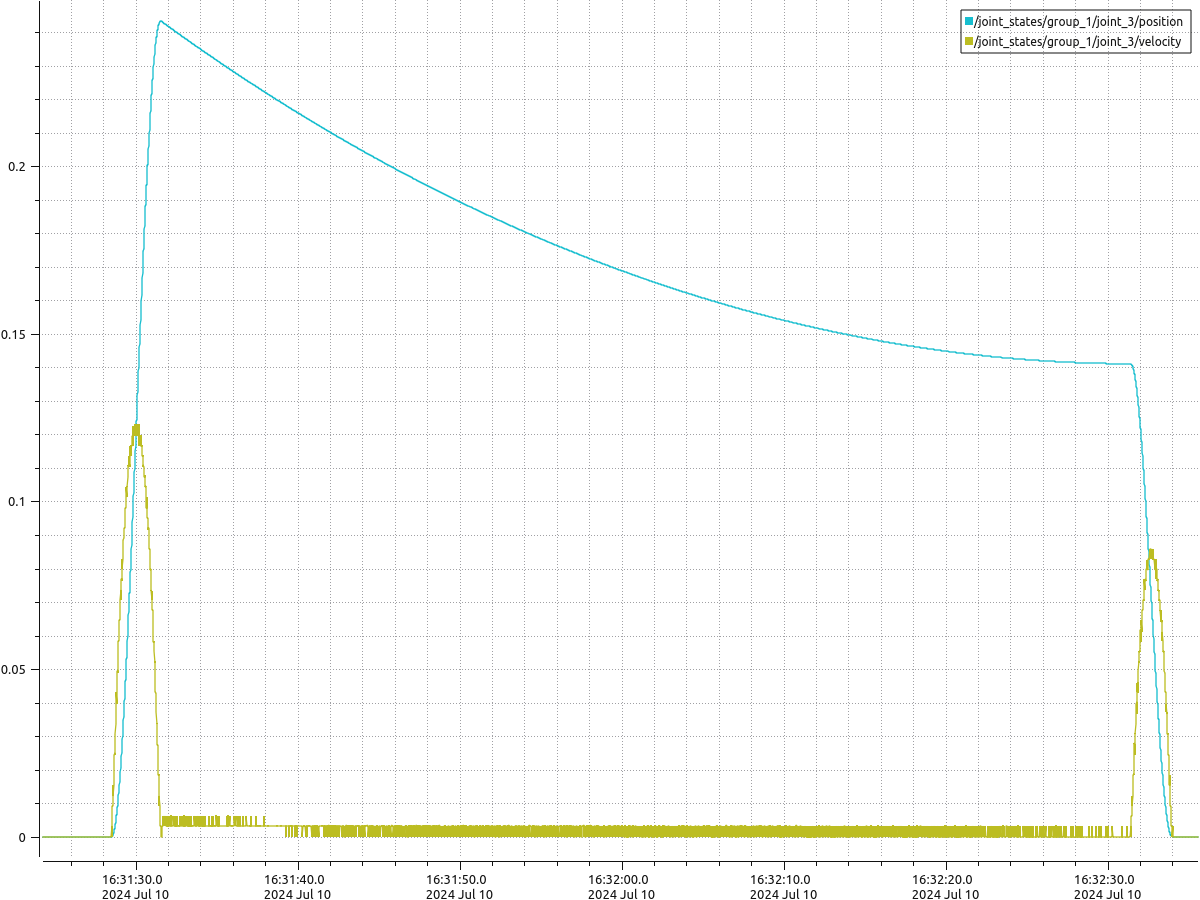 /joint_states/group_1/joint_3/position
/joint_states/group_1/joint_3/velocity
0.2
0.15
0.1
0.05
0
16:31:30.0 16:31:40.0 16:31:50.0 16:32:00.0 16:32:10.0 16:32:20.0 16:32:30.0
2024 Jul 10 2024 Jul 10 2024 Jul 10 2024 Jul 10 2024 Jul 10 2024 Jul 10 2024 Jul 10